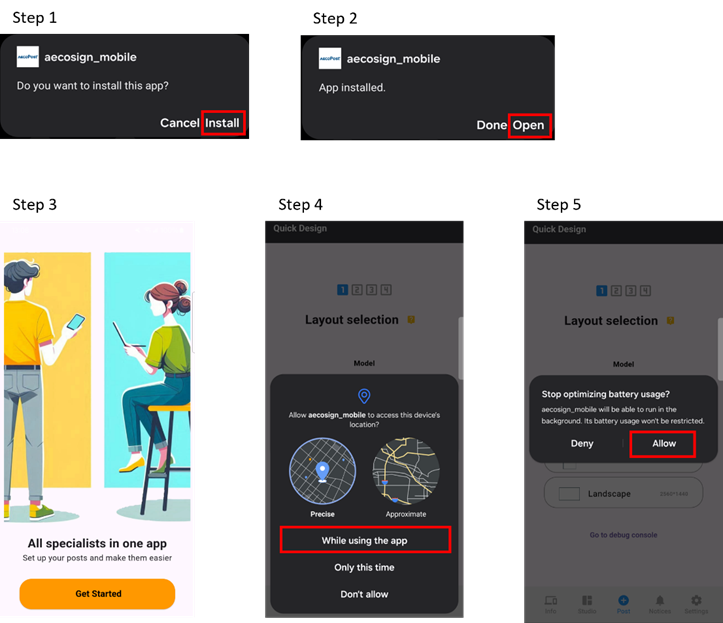 Step 1
Step 2
AECOPOST
aecosign_mobile
Do you want to install this app?
Cancel Install
AECOPOST
aecosign_mobile
App installed.
Done Open
Step 3
Step 4
Step 5
All specialists in one app
Set up your posts and make them easier
Get Started
Quick Design
1 2 3 4
Layout selection ?
Model
Allow aecosign_mobile to access this device's
location?
Precise
Approximate
While using the app
Only this time
Don't allow
Quick Design
1 2 3 4
Layout selection ?
Model
Stop optimizing battery usage?
aecosign_mobile will be able to run in the
background. Its battery usage won't be restricted.
Deny
Allow
Landscape
Go to debug console
Info
Studio
Post
Notices
Settings